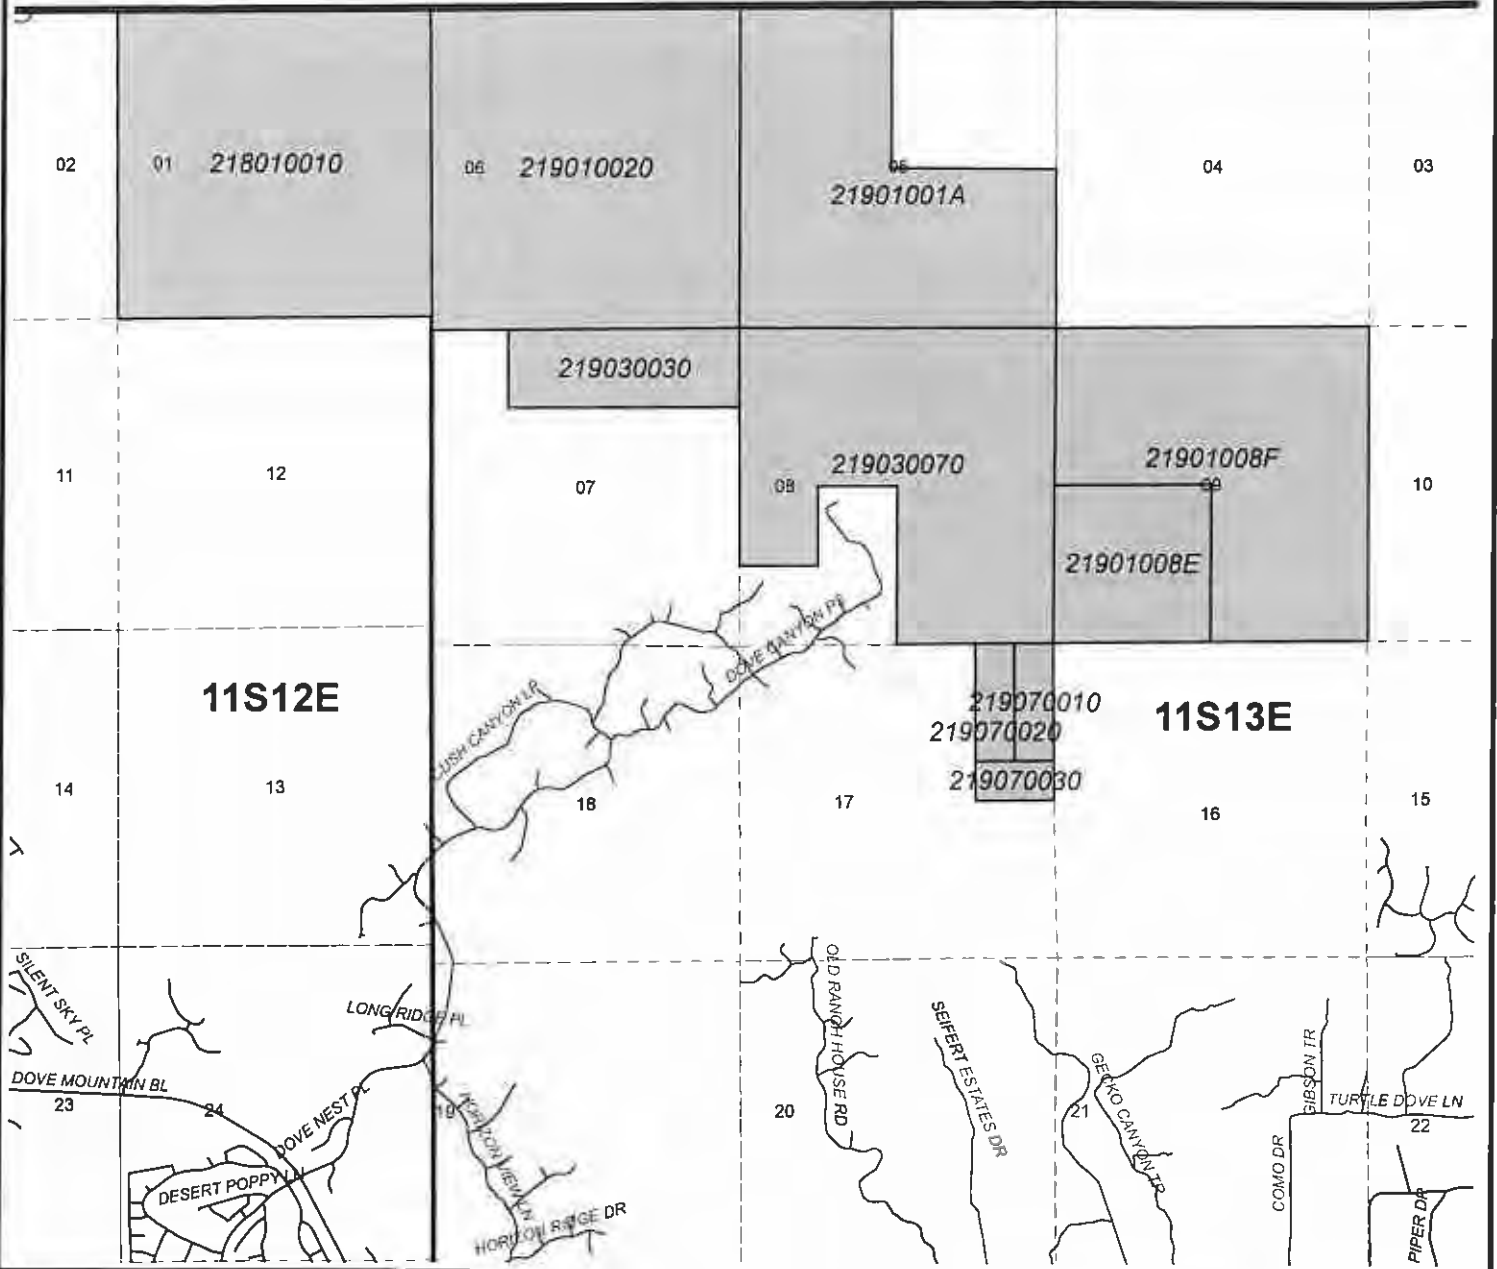 02
01
218010010
06
219010020
05
21901001A
04
03
219030030
11
12
07
08
219030070
21901008F
09
10
21901008E
DOVE CANYON PS
11S12E
LUSH CANYON LP
219070010
219070020
11S13E
219070030
14
13
18
17
16
15
SILENT SKY PL
LONG RIDGE PL
OLD RANCH HOUSE RD
SEIFERT ESTATES DR
GECKO CANYON TR
GIBSON TR
DOVE MOUNTAIN BL
23
24
DOVE NEST PL
19
HORIZON VIEW LN
20
21
TURTLE DOVE LN
22
DESERT POPPY LN
COMO DR
PIPER DR
HORIZON RIDGE DR